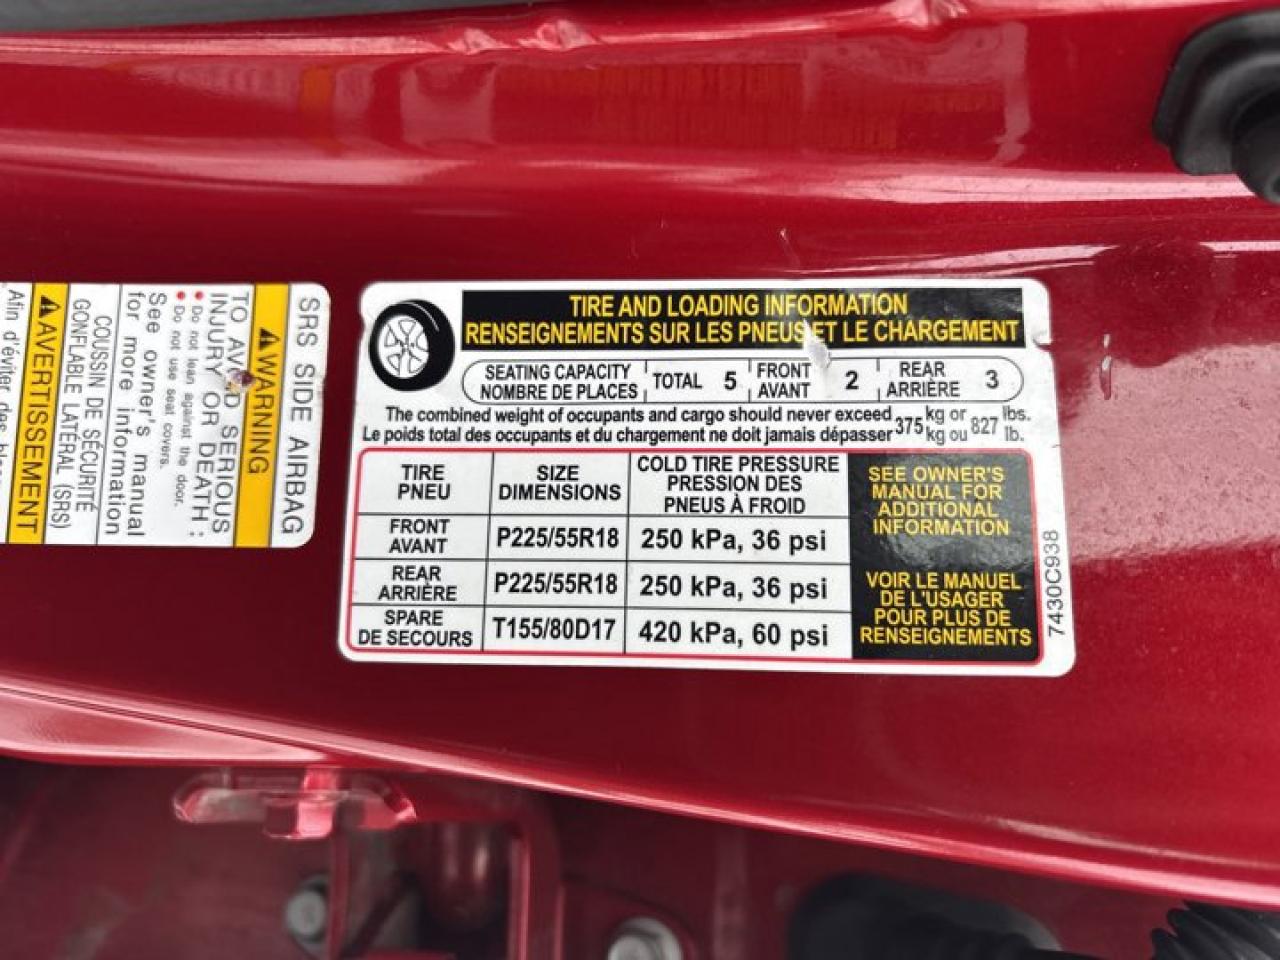 SRS SIDE AIRBAG
WARNING
TO AVOID SERIOUS
INJURY OR DEATH:
• Do not lean against the door.
• Do not use seat covers.
See owner's manual
for more information
COUSSIN DE SÉCURITÉ
GONFLABLE LATÉRAL (SRS)
AVERTISSEMENT
Afin d'éviter des
TIRE AND LOADING INFORMATION
RENSEIGNEMENTS SUR LES PNEUS ET LE CHARGEMENT
SEATING CAPACITY
NOMBRE DE PLACES
TOTAL 5
FRONT
AVANT
2
REAR
ARRIÈRE
3
The combined weight of occupants and cargo should never exceed 375 kg or 827 lbs.
Le poids total des occupants et du chargement ne doit jamais dépasser 375 kg ou 827 lb.
TIRE
PNEU
SIZE
DIMENSIONS
COLD TIRE PRESSURE
PRESSION DES
PNEUS À FROID
FRONT
AVANT
P225/55R18
250 kPa, 36 psi
REAR
ARRIÈRE
P225/55R18
250 kPa, 36 psi
SPARE
DE SECOURS
T155/80D17
420 kPa, 60 psi
SEE OWNER'S
MANUAL FOR
ADDITIONAL
INFORMATION
VOIR LE MANUEL
DE L'USAGER
POUR PLUS DE
RENSEIGNEMENTS
7430C938